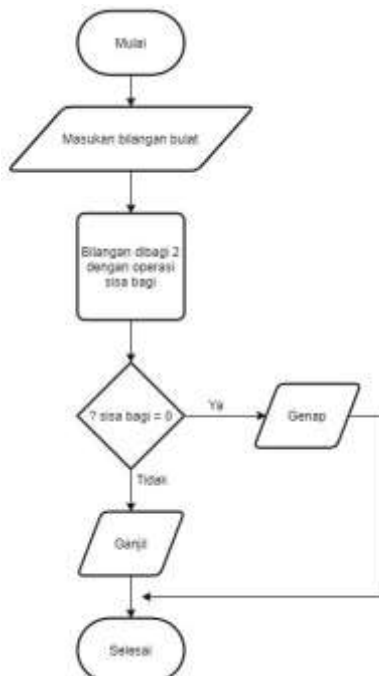 Mulai
Masukan bilangan bulat
Bilangan dibagi 2
dengan operasi
sisa bagi
? sisa bagi = 0
Ya
Genap
Tidak
Ganjil
Selesai